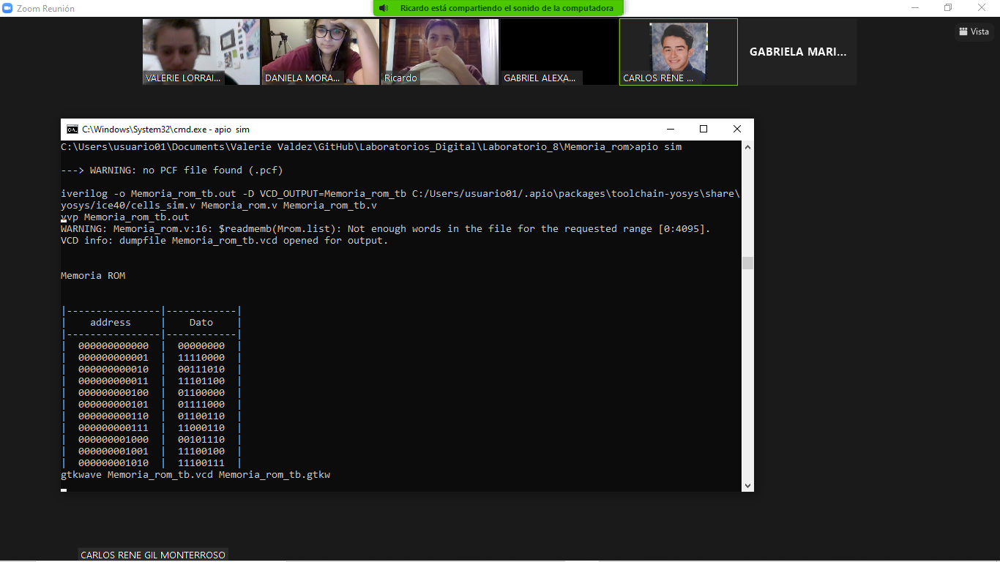 Zoom Reunión
Ricardo está compartiendo el sonido de la computadora
Vista
VALERIE LORRAI...
DANIELA MORA...
Ricardo
GABRIEL ALEXA...
CARLOS RENE ...
GABRIELA MARI...
C:\Windows\System32\cmd.exe - apio sim
C:\Users\usuario01\Documents\Valerie Valdez\GitHub\Laboratorios_Digital\Laboratorio_8\Memoria_rom>apio sim
---> WARNING: no PCF file found (.pcf)
iverilog -o Memoria_rom_tb.out -D VCD_OUTPUT=Memoria_rom_tb C:/Users/usuario01/.apio\packages\toolchain-yosys\share\
yosys/ice40/cells_sim.v Memoria_rom.v Memoria_rom_tb.v
vvp Memoria_rom_tb.out
WARNING: Memoria_rom.v:16: $readmemb(Mrom.list): Not enough words in the file for the requested range [0:4095].
VCD info: dumpfile Memoria_rom_tb.vcd opened for output.
Memoria ROM
|----------------|------------|
|    address     |    Dato    |
|----------------|------------|
|  000000000000  |  00000000  |
|  000000000001  |  11110000  |
|  000000000010  |  00111010  |
|  000000000011  |  11101100  |
|  000000000100  |  01100000  |
|  000000000101  |  01111000  |
|  000000000110  |  01100110  |
|  000000000111  |  11000110  |
|  000000001000  |  00101110  |
|  000000001001  |  11100100  |
|  000000001010  |  11100111  |
gtkwave Memoria_rom_tb.vcd Memoria_rom_tb.gtkw
CARLOS RENE GIL MONTERROSO